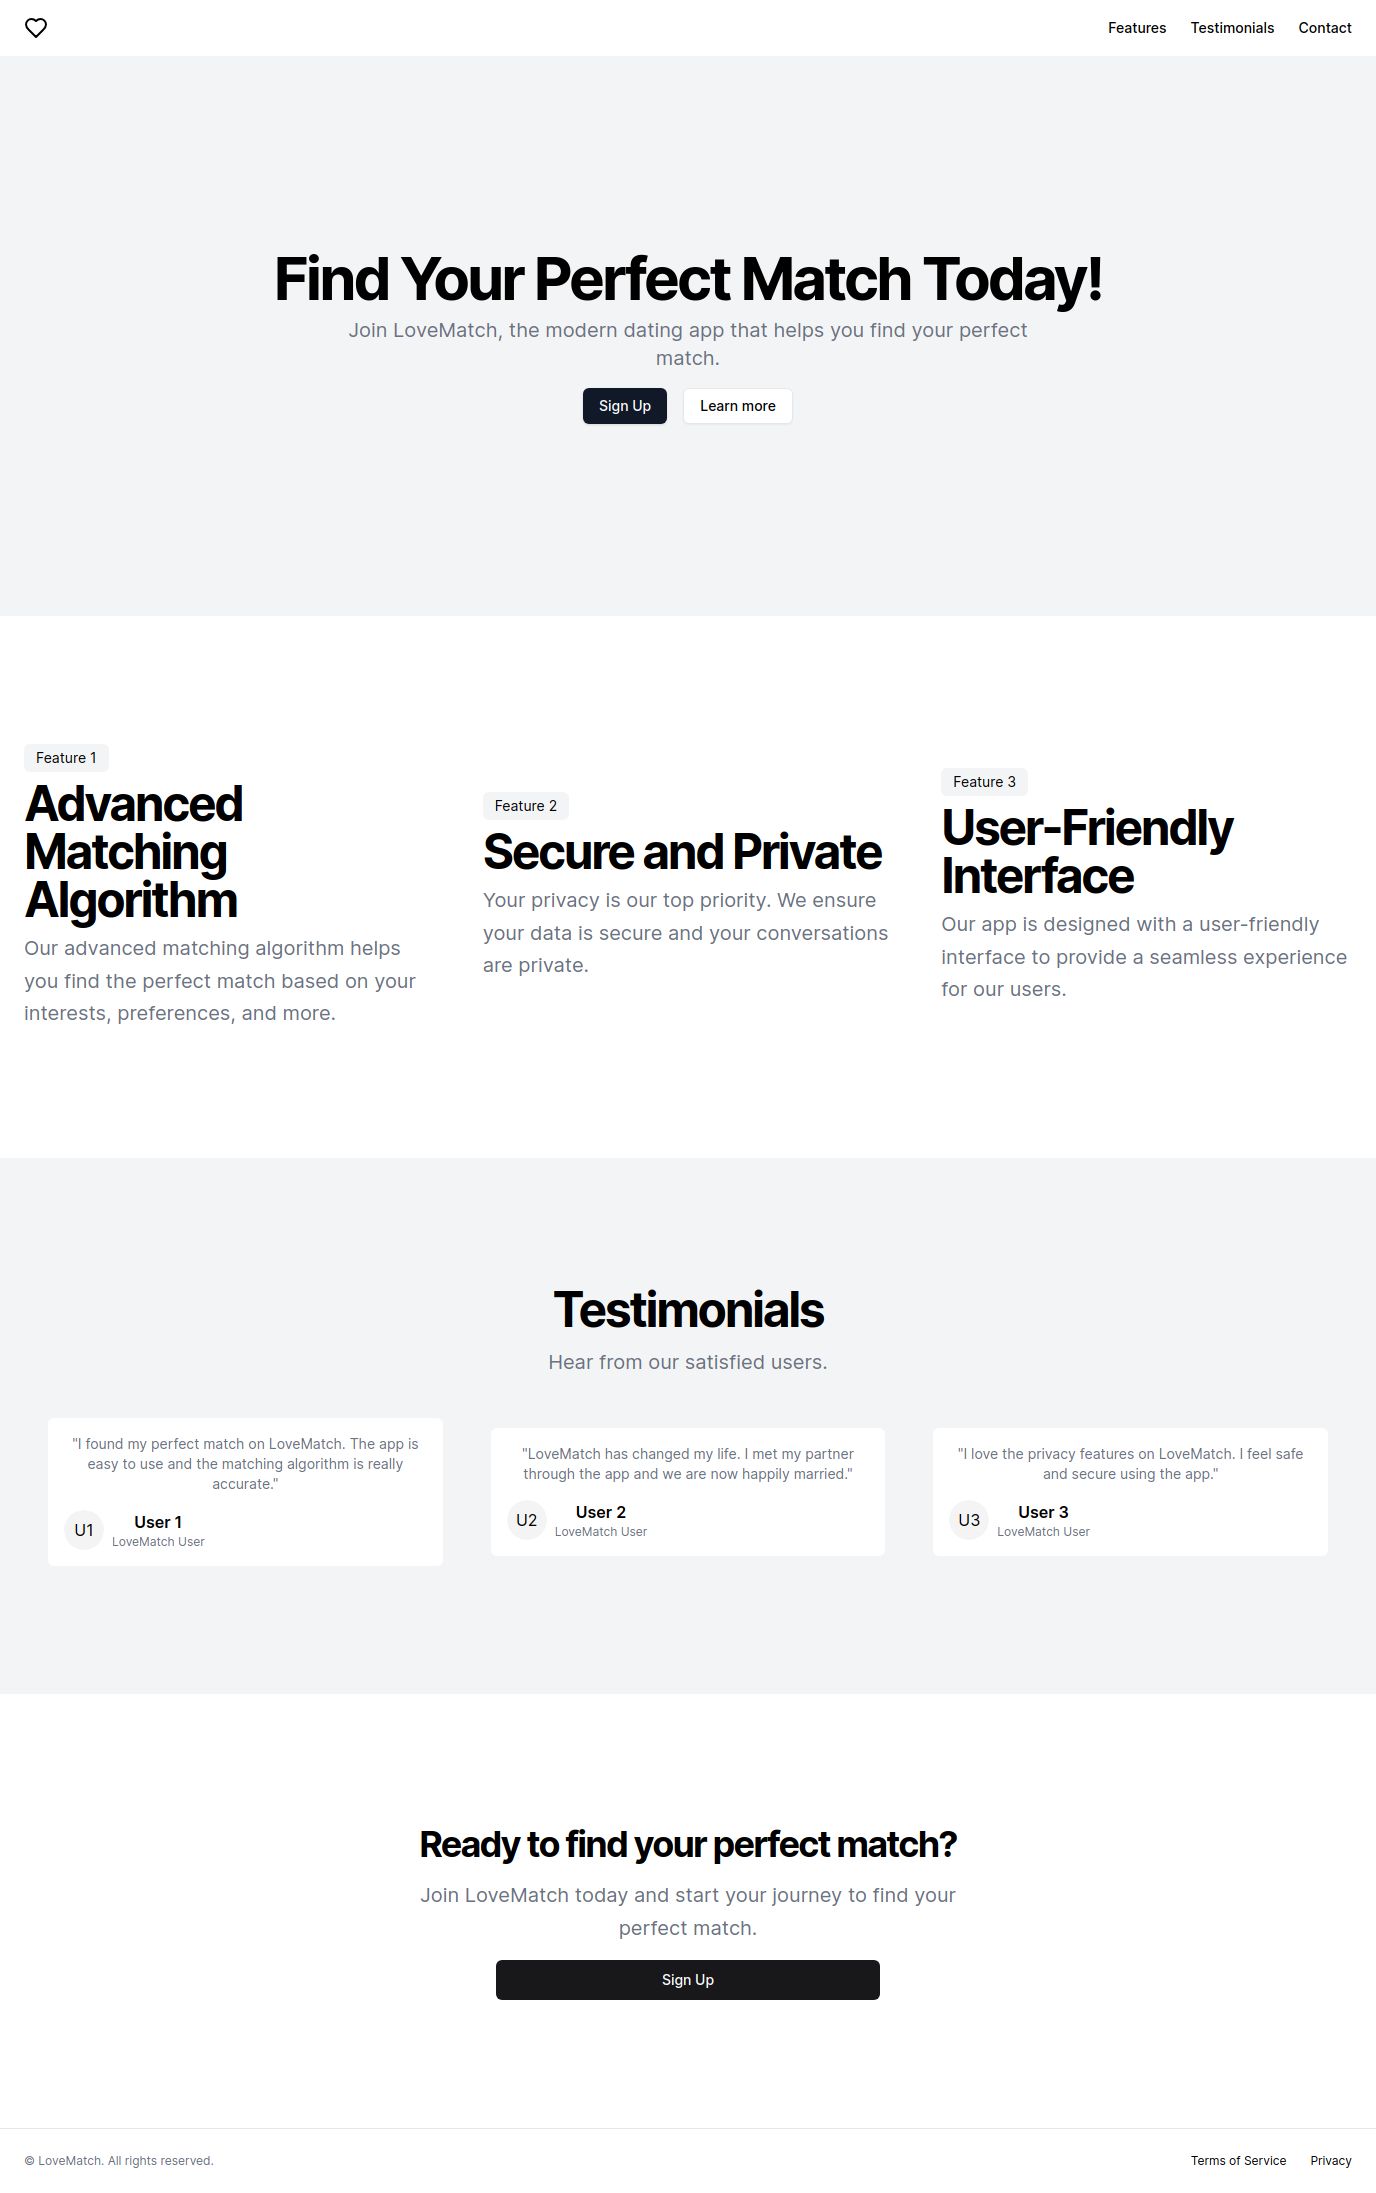 Features
Testimonials
Contact
Find Your Perfect Match Today!
Join LoveMatch, the modern dating app that helps you find your perfect
match.
Sign Up
Learn more
Feature 1
Advanced
Matching
Algorithm
Our advanced matching algorithm helps
you find the perfect match based on your
interests, preferences, and more.
Feature 2
Secure and Private
Your privacy is our top priority. We ensure
your data is secure and your conversations
are private.
Feature 3
User-Friendly
Interface
Our app is designed with a user-friendly
interface to provide a seamless experience
for our users.
Testimonials
Hear from our satisfied users.
"I found my perfect match on LoveMatch. The app is
easy to use and the matching algorithm is really
accurate."
U1
User 1
LoveMatch User
"LoveMatch has changed my life. I met my partner
through the app and we are now happily married."
U2
User 2
LoveMatch User
"I love the privacy features on LoveMatch. I feel safe
and secure using the app."
U3
User 3
LoveMatch User
Ready to find your perfect match?
Join LoveMatch today and start your journey to find your
perfect match.
Sign Up
© LoveMatch. All rights reserved.
Terms of Service
Privacy